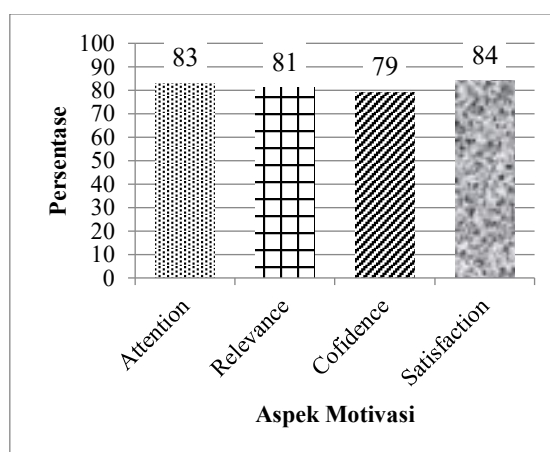 100
90
80
70
60
50
40
30
20
10
0
83
81
79
84
Persentase
Attention
Relevance
Cofidence
Satisfaction
Aspek Motivasi